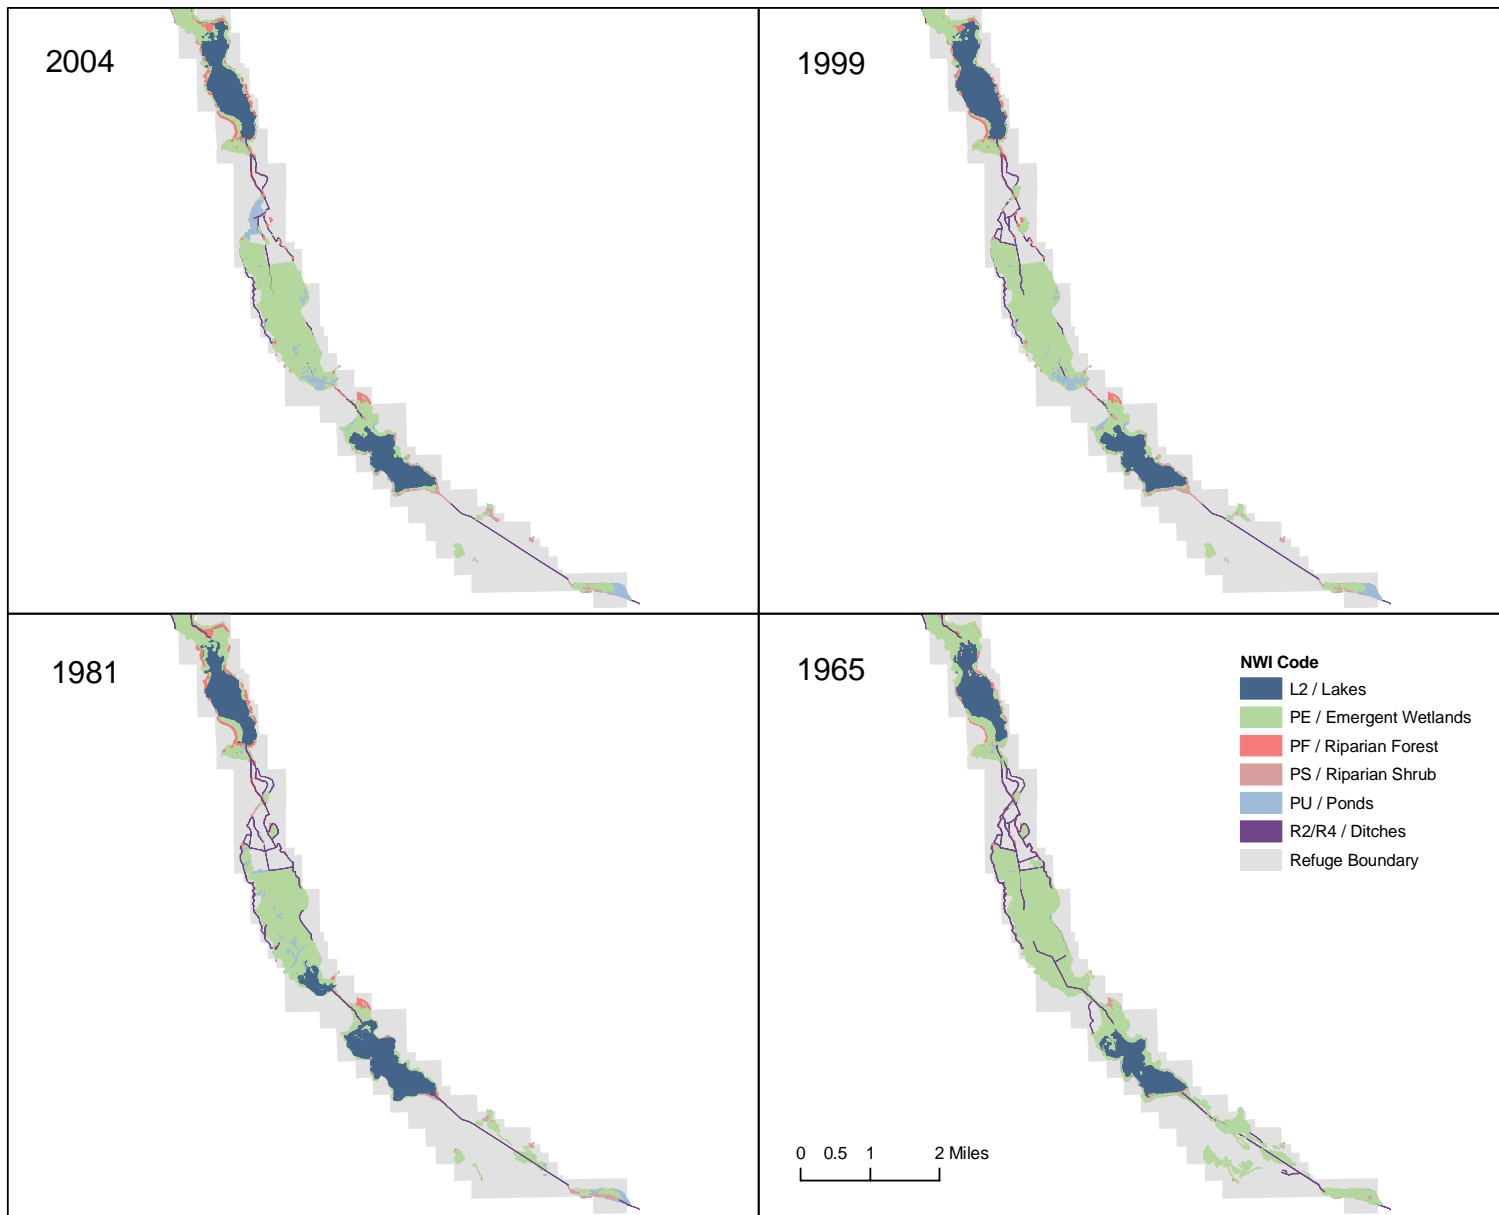 2004
1999
1981
1965
NWI Code
L2 / Lakes
PE / Emergent Wetlands
PF / Riparian Forest
PS / Riparian Shrub
PU / Ponds
R2/R4 / Ditches
Refuge Boundary
0 0.5 1 2 Miles